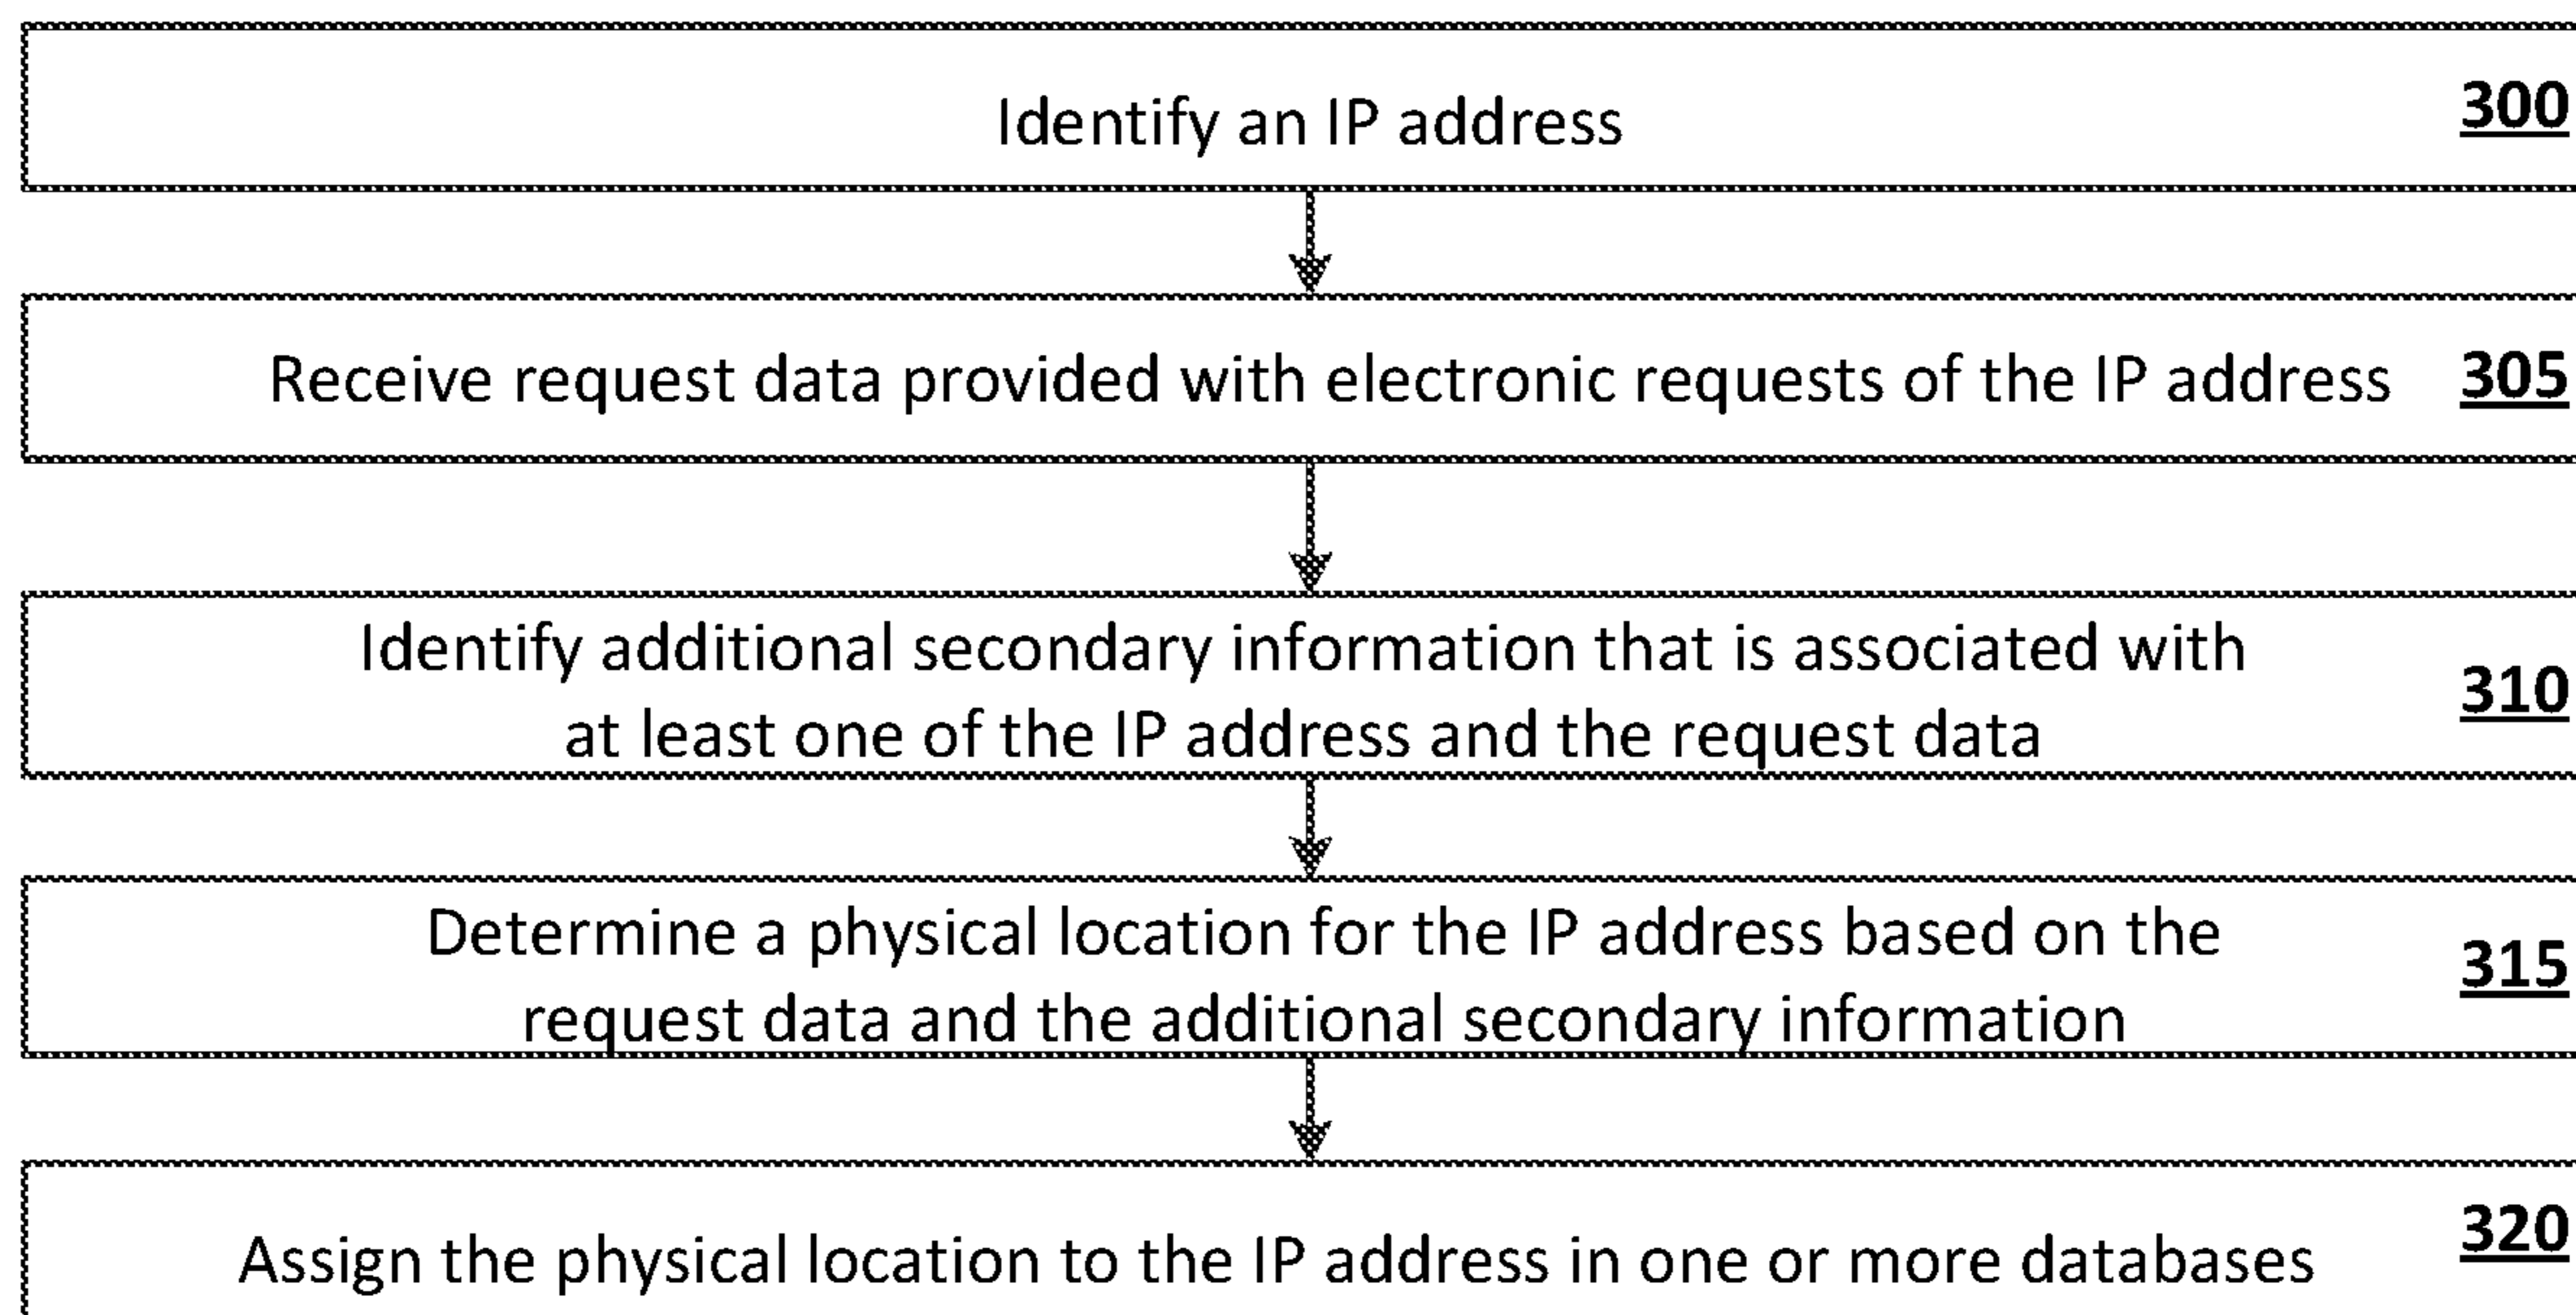 Identify an IP address 300
Receive request data provided with electronic requests of the IP address 305
Identify additional secondary information that is associated with
at least one of the IP address and the request data 310
Determine a physical location for the IP address based on the
request data and the additional secondary information 315
Assign the physical location to the IP address in one or more databases 320